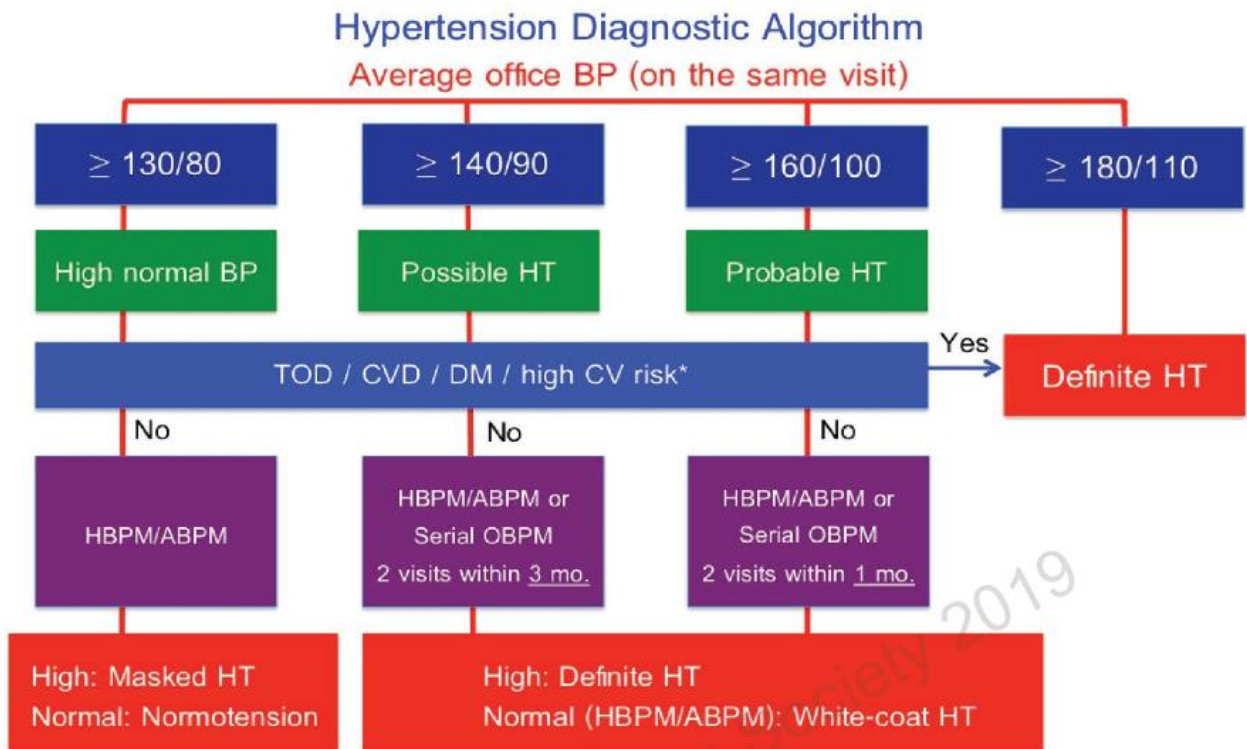 Hypertension Diagnostic Algorithm
Average office BP (on the same visit)
≥ 130/80
≥ 140/90
≥ 160/100
≥ 180/110
High normal BP
Possible HT
Probable HT
TOD / CVD / DM / high CV risk*
Yes
Definite HT
No
No
No
HBPM/ABPM
HBPM/ABPM or
Serial OBPM
2 visits within 3 mo.
HBPM/ABPM or
Serial OBPM
2 visits within 1 mo.
High: Masked HT
Normal: Normotension
High: Definite HT
Normal (HBPM/ABPM): White-coat HT
Society 2019